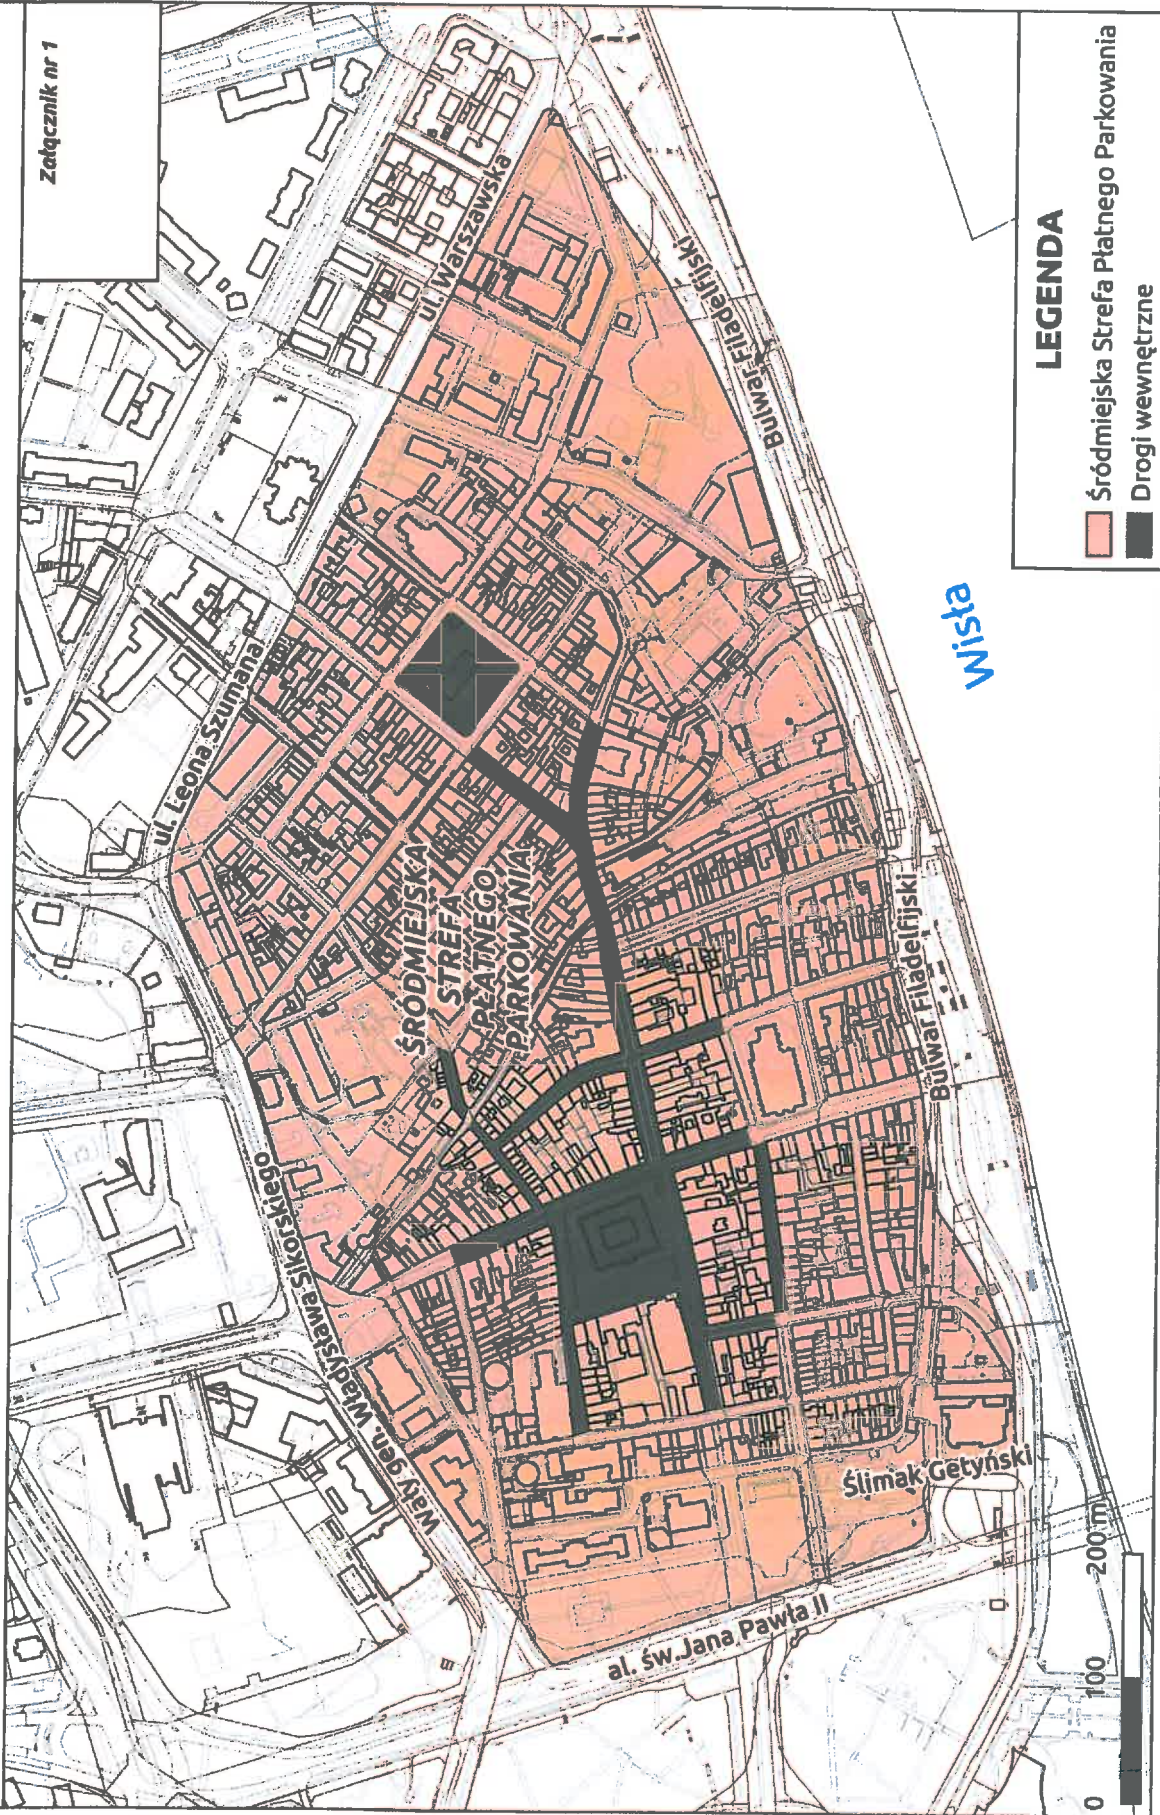 załącznik nr 1
ul. Warszawska
Bulwar Filadelfijski
ul. Leona Szumana
ŚRÓDMIEJSKA
STREFA
PŁATNEGO
PARKOWANIA
Wały gen. Władysława Sikorskiego
Bulwar Filadelfijski
Wisła
Ślimak Getyński
al. św. Jana Pawła II
0 100 200 m
LEGENDA
Śródmiejska Strefa Płatnego Parkowania
Drogi wewnętrzne